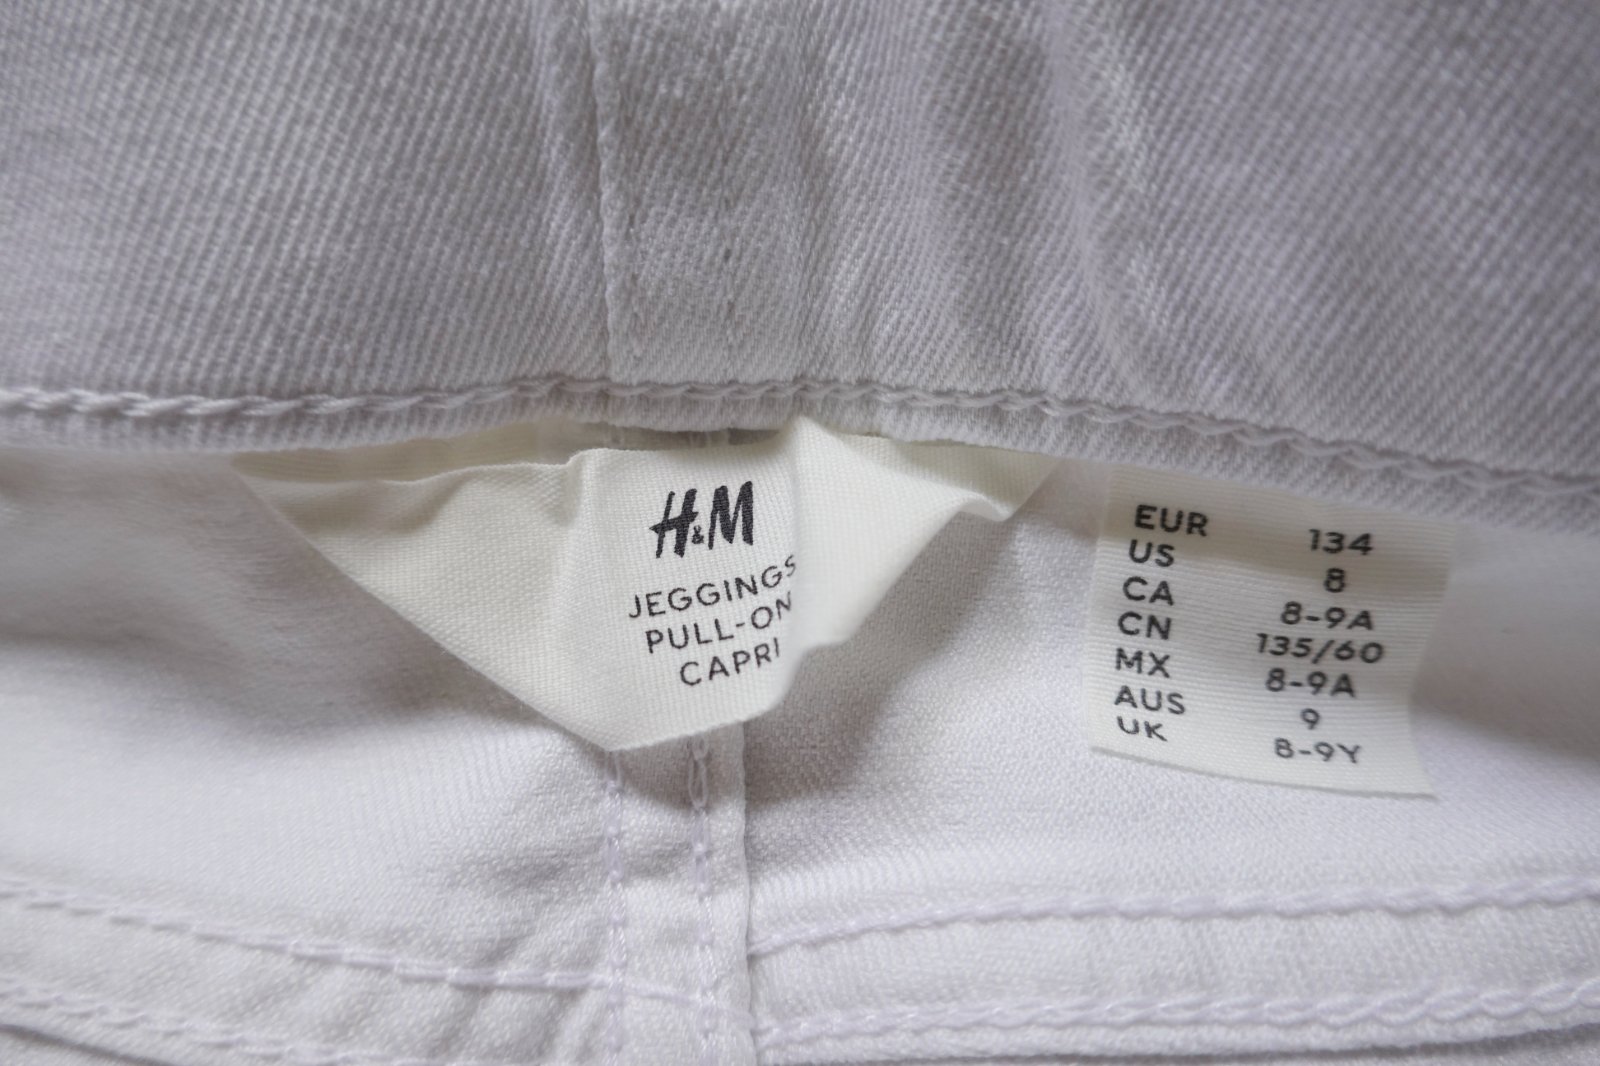 H&M
JEGGINGS
PULL-ON
CAPRI
EUR 134
US 8
CA 8-9A
CN 135/60
MX 8-9A
AUS 9
UK 8-9Y